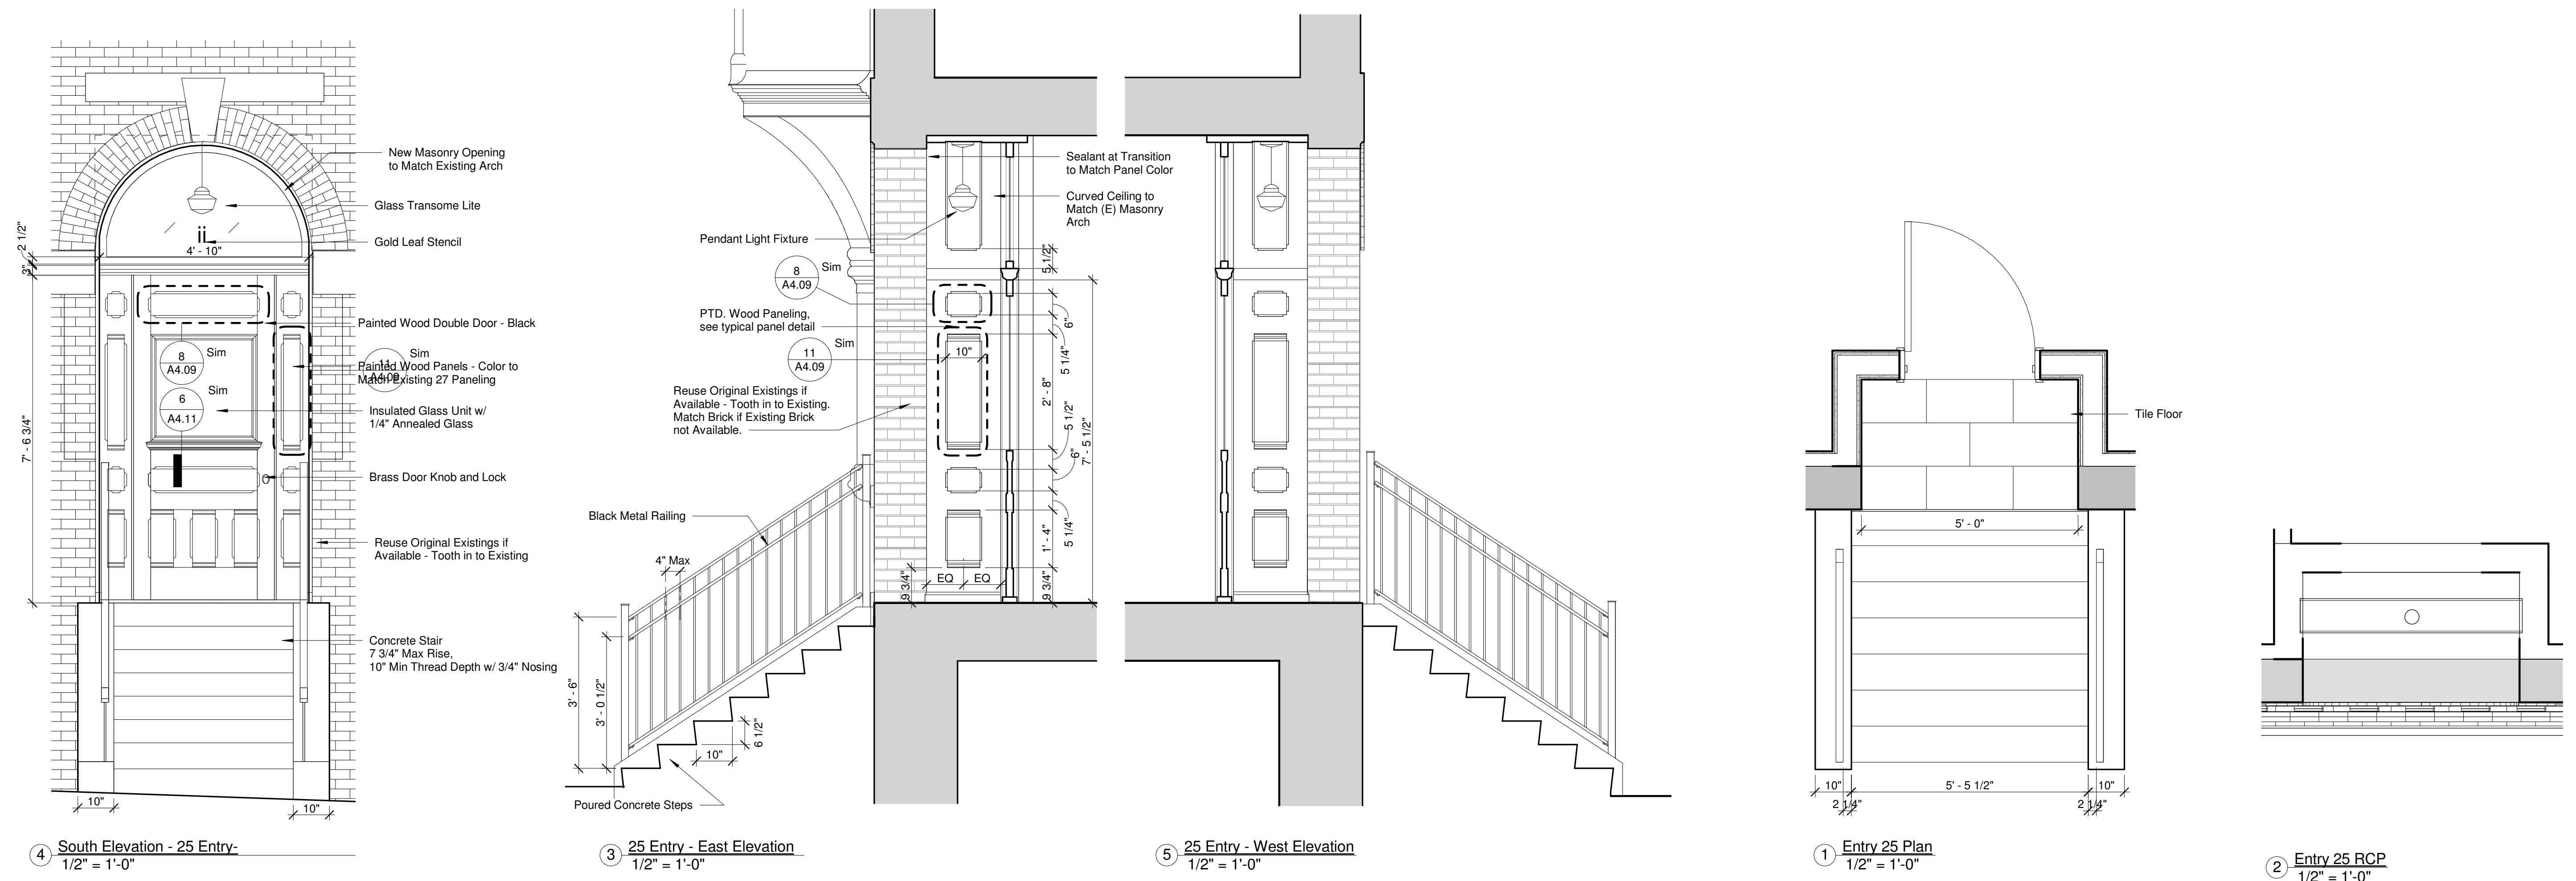 New Masonry Opening
to Match Existing Arch
Glass Transome Lite
Gold Leaf Stencil
ii
4' - 10"
2 1/2"
3"
7' - 6 3/4"
Painted Wood Double Door - Black
8
A4.09
Sim
11
A4.09
Sim
Painted Wood Panels - Color to
Match Existing 27 Paneling
6
A4.11
Sim
Insulated Glass Unit w/
1/4" Annealed Glass
Brass Door Knob and Lock
Reuse Original Existings if
Available - Tooth in to Existing
Concrete Stair
7 3/4" Max Rise,
10" Min Thread Depth w/ 3/4" Nosing
10"
10"
4
South Elevation - 25 Entry-
1/2" = 1'-0"
Sealant at Transition
to Match Panel Color
Curved Ceiling to
Match (E) Masonry
Arch
Pendant Light Fixture
8
A4.09
Sim
PTD. Wood Paneling,
see typical panel detail
11
A4.09
Sim
10"
Reuse Original Existings if
Available - Tooth in to Existing.
Match Brick if Existing Brick
not Available.
Black Metal Railing
4" Max
5 1/2"
6"
5 1/4"
2' - 8"
5 1/2"
6"
7' - 5 1/2"
5 1/4"
1' - 4"
9 3/4"
9 3/4"
EQ
EQ
3' - 6"
3' - 0 1/2"
6 1/2"
10"
Poured Concrete Steps
3
25 Entry - East Elevation
1/2" = 1'-0"
5
25 Entry - West Elevation
1/2" = 1'-0"
Tile Floor
5' - 0"
10"
5' - 5 1/2"
10"
2 1/4"
2 1/4"
1
Entry 25 Plan
1/2" = 1'-0"
2
Entry 25 RCP
1/2" = 1'-0"